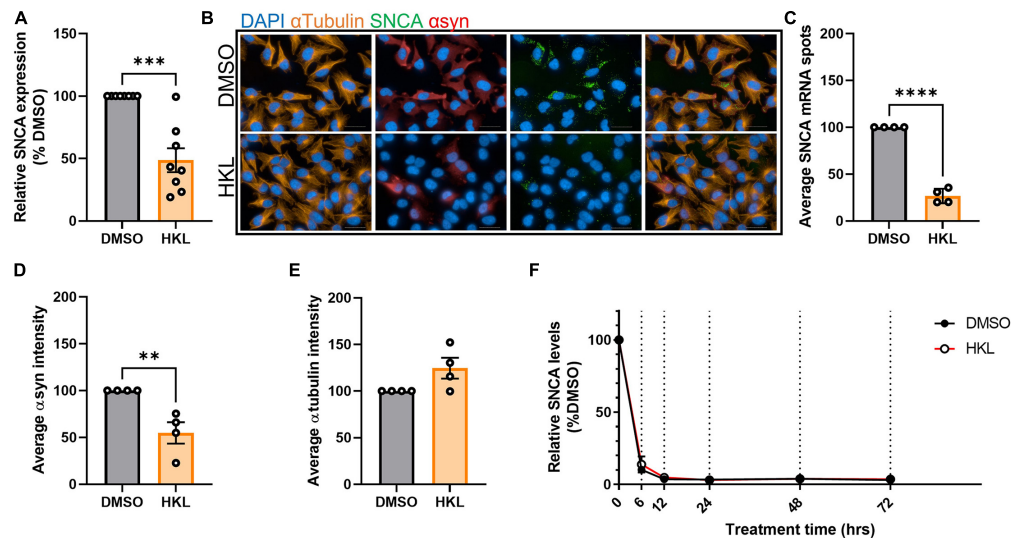 A
Relative SNCA expression
(% DMSO)
150
100
50
0
***
DMSO
HKL
B
DAPI αTubulin SNCA αsyn
DMSO
HKL
C
Average SNCA mRNA spots
200
150
100
50
0
****
DMSO
HKL
D
Average αsyn intensity
200
150
100
50
0
**
DMSO
HKL
E
Average αtubulin intensity
200
150
100
50
0
DMSO
HKL
F
Relative SNCA levels
(%DMSO)
100
50
0
0
6
12
24
48
72
Treatment time (hrs)
DMSO
HKL